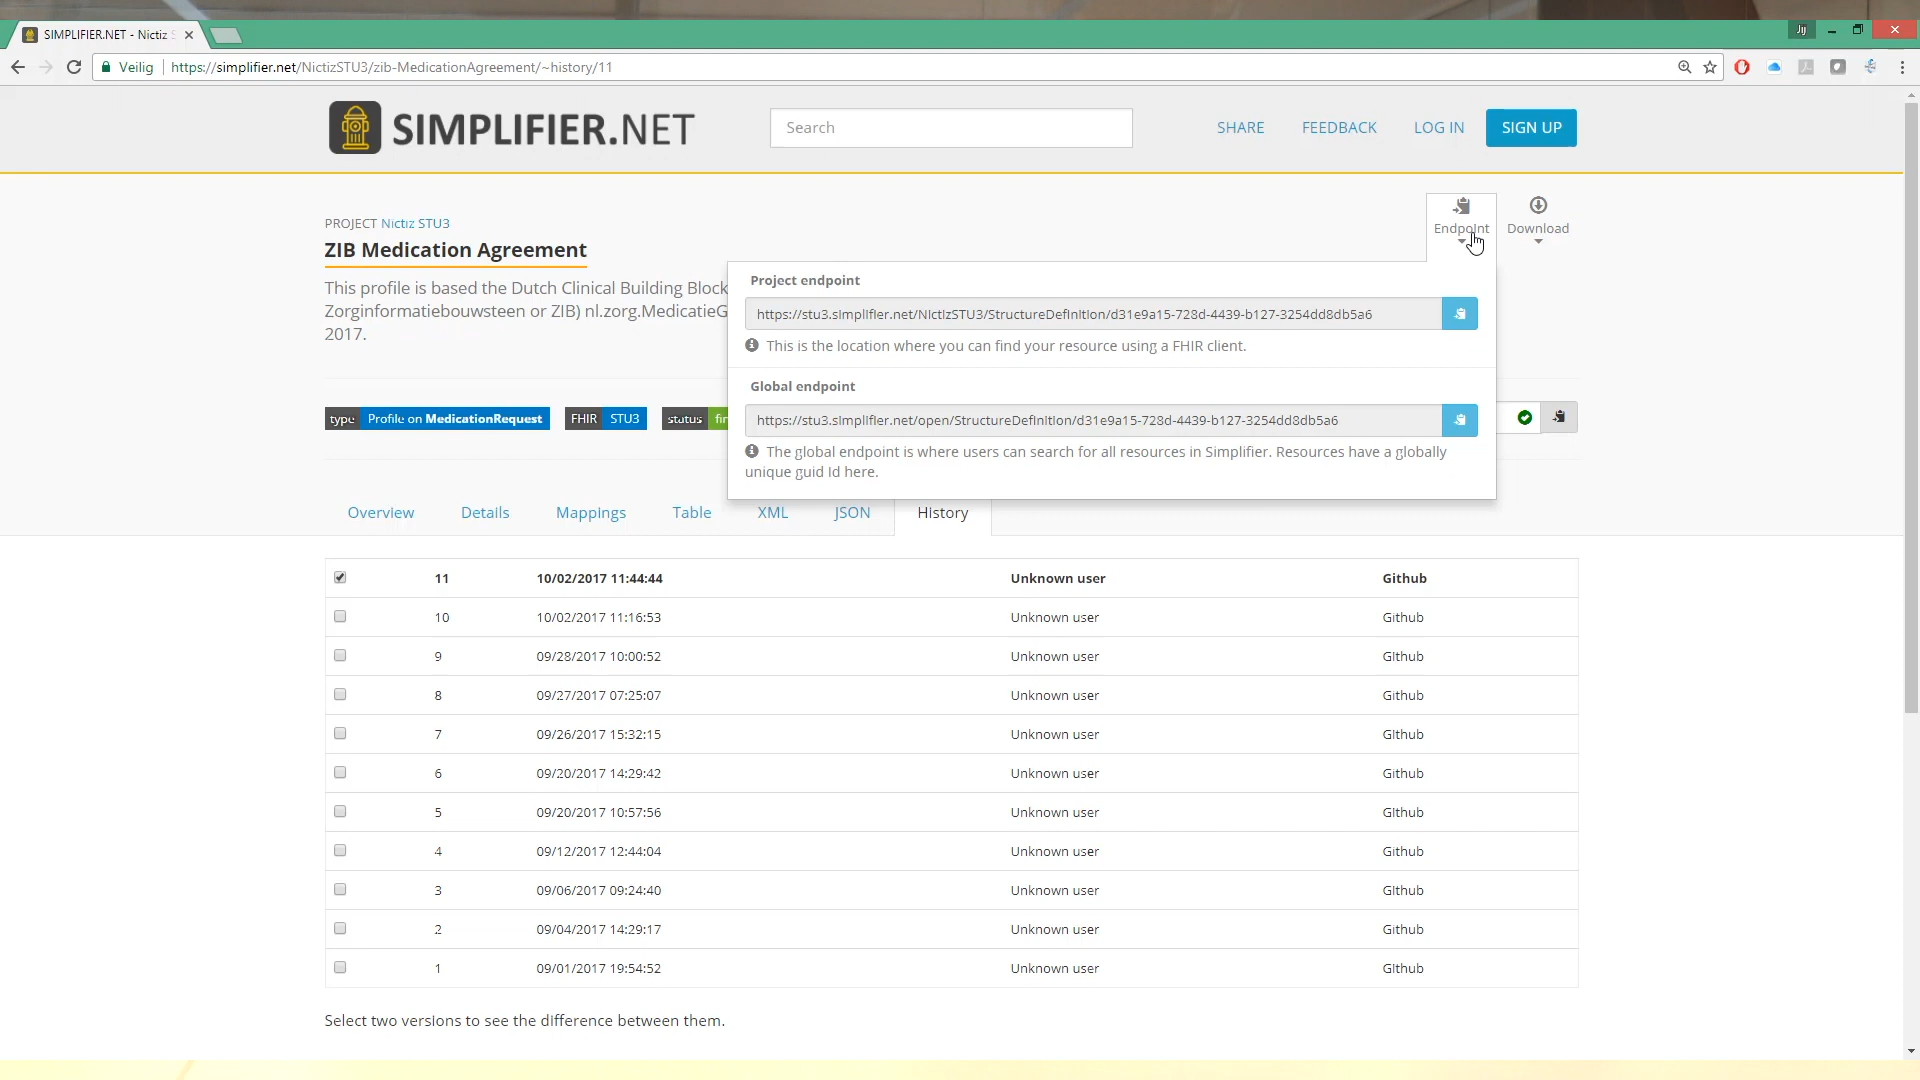 SIMPLIFIER.NET - Nictiz S
Veilig
https://simplifier.net/NictizSTU3/zib-MedicationAgreement/~history/11
SIMPLIFIER.NET
Search
SHARE
FEEDBACK
LOG IN
SIGN UP
PROJECT Nictiz STU3
ZIB Medication Agreement
This profile is based the Dutch Clinical Building Block
Zorginformatiebouwsteen or ZIB) nl.zorg.MedicatieG
2017.
Endpoint
Download
Project endpoint
https://stu3.simplifier.net/NictizSTU3/StructureDefinition/d31e9a15-728d-4439-b127-3254dd8db5a6
This is the location where you can find your resource using a FHIR client.
Global endpoint
https://stu3.simplifier.net/open/StructureDefinition/d31e9a15-728d-4439-b127-3254dd8db5a6
The global endpoint is where users can search for all resources in Simplifier. Resources have a globally
unique guid Id here.
type Profile on MedicationRequest
FHIR STU3
status fin
Overview
Details
Mappings
Table
XML
JSON
History
11 10/02/2017 11:44:44 Unknown user Github
10 10/02/2017 11:16:53 Unknown user Github
9 09/28/2017 10:00:52 Unknown user Github
8 09/27/2017 07:25:07 Unknown user Github
7 09/26/2017 15:32:15 Unknown user Github
6 09/20/2017 14:29:42 Unknown user Github
5 09/20/2017 10:57:56 Unknown user Github
4 09/12/2017 12:44:04 Unknown user Github
3 09/06/2017 09:24:40 Unknown user Github
2 09/04/2017 14:29:17 Unknown user Github
1 09/01/2017 19:54:52 Unknown user Github
Select two versions to see the difference between them.